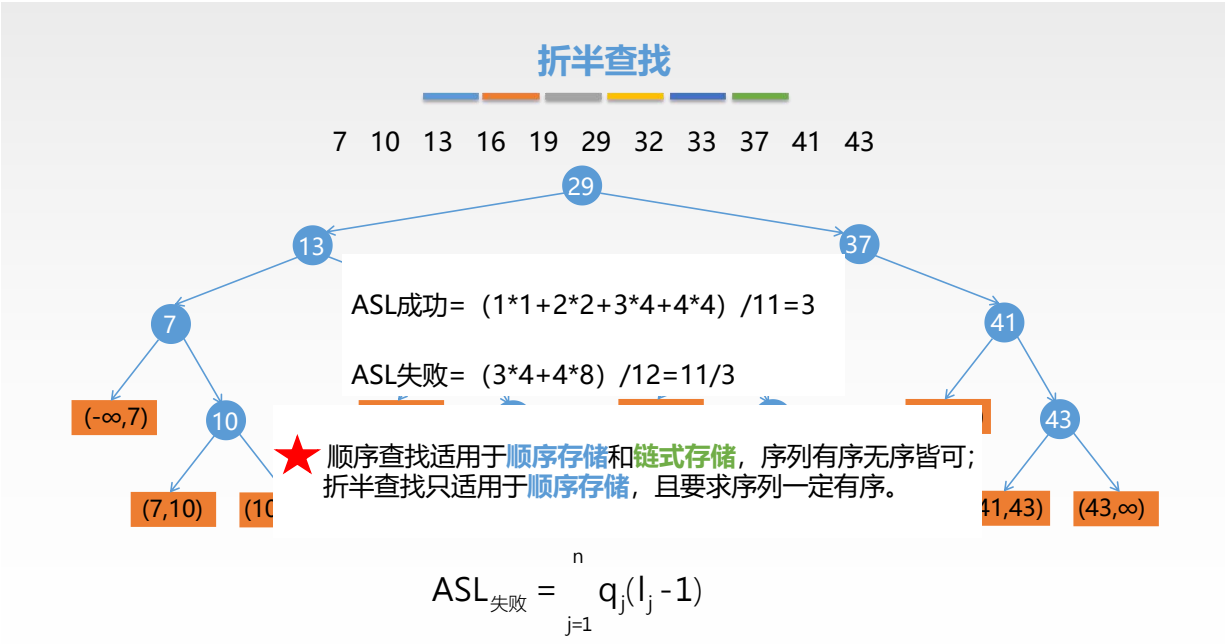 折半查找
7 10 13 16 19 29 32 33 37 41 43
29
13
37
ASL成功=（1*1+2*2+3*4+4*4）/11=3
7
41
ASL失败=（3*4+4*8）/12=11/3
(-∞,7)
10
43
★ 顺序查找适用于顺序存储和链式存储，序列有序无序皆可；
折半查找只适用于顺序存储，且要求序列一定有序。
(7,10)
(10
41,43)
(43,∞)
n
ASL失败 = qj(lj -1)
j=1